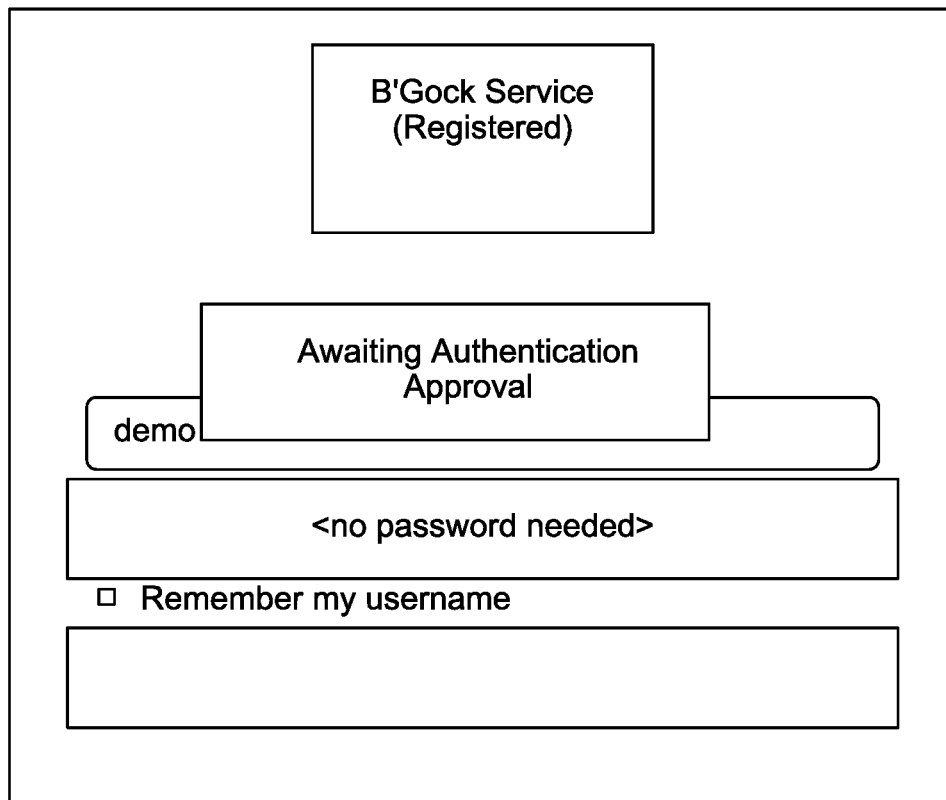 B'Gock Service
(Registered)
Awaiting Authentication
Approval
demo
<no password needed>
Remember my username